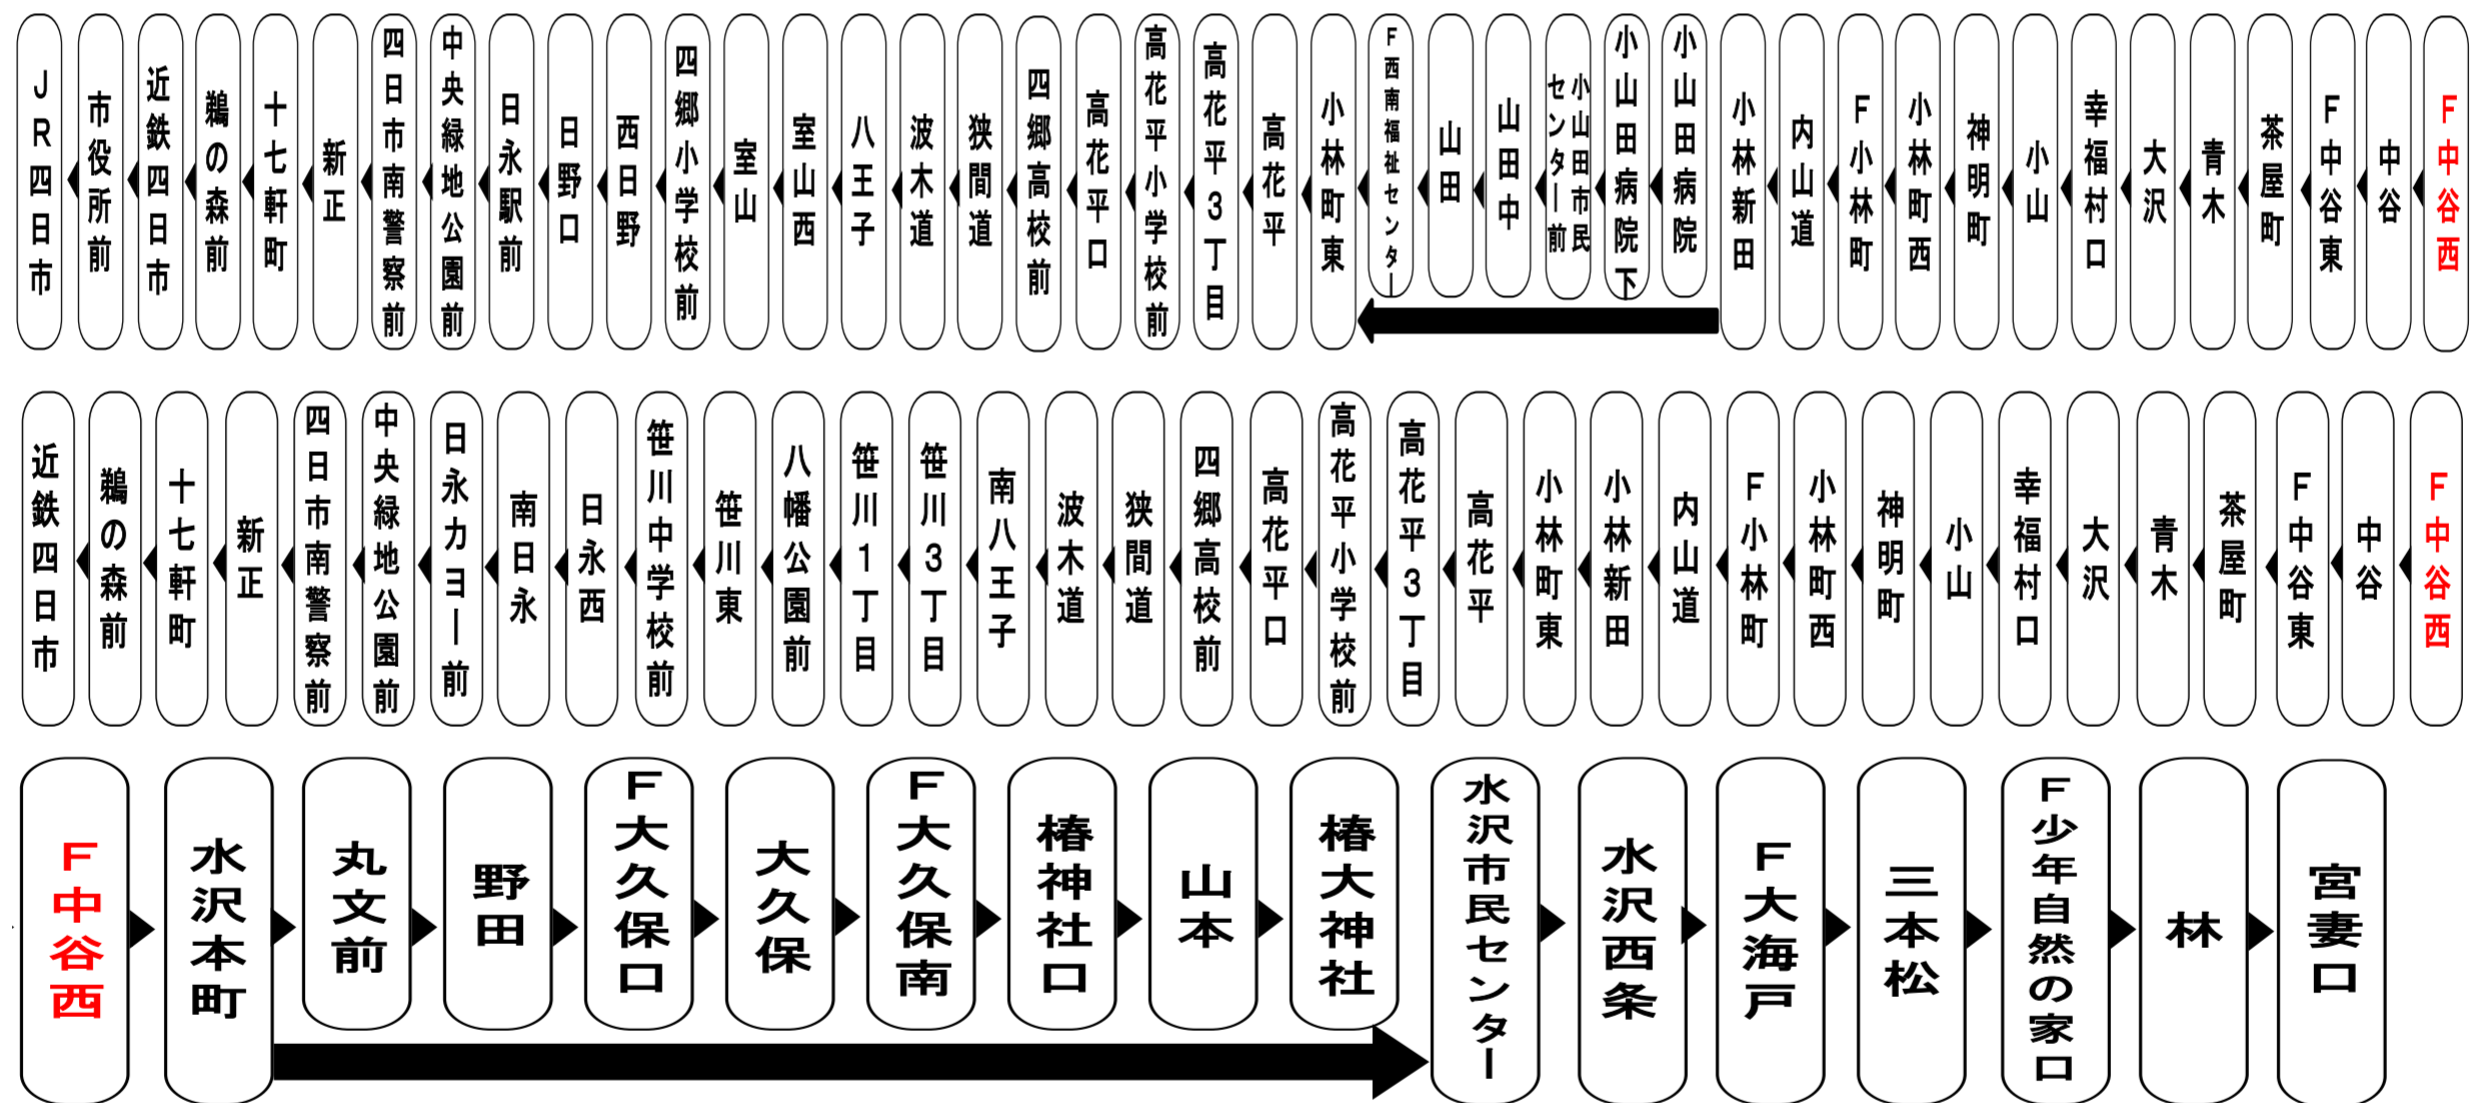 JR四日市
市役所前
近鉄四日市
鵜の森前
十七軒町
新正
四日市南警察前
中央緑地公園前
日永駅前
日野口
西日野
四郷小学校前
室山
室山西
八王子
波木道
狭間道
四郷高校前
高花平口
高花平小学校前
高花平3丁目
高花平
小林町東
F西南福祉センター
山田
山田中
小山田市民
センター前
小山田病院下
小山田病院
小林新田
内山道
F小林町
小林町西
神明町
小山
幸福村口
大沢
青木
茶屋町
F中谷東
中谷
F中谷西
近鉄四日市
鵜の森前
十七軒町
新正
四日市南警察前
中央緑地公園前
日永カヨー前
南日永
日永西
笹川中学校前
笹川東
八幡公園前
笹川1丁目
笹川3丁目
南八王子
波木道
狭間道
四郷高校前
高花平口
高花平小学校前
高花平3丁目
高花平
小林町東
小林新田
内山道
F小林町
小林町西
神明町
小山
幸福村口
大沢
青木
茶屋町
F中谷東
中谷
F中谷西
F中谷西
水沢本町
丸文前
野田
F大久保口
大久保
F大久保南
椿神社口
山本
椿大神社
水沢市民センター
水沢西条
F大海戸
三本松
F少年自然の家口
林
宮妻口